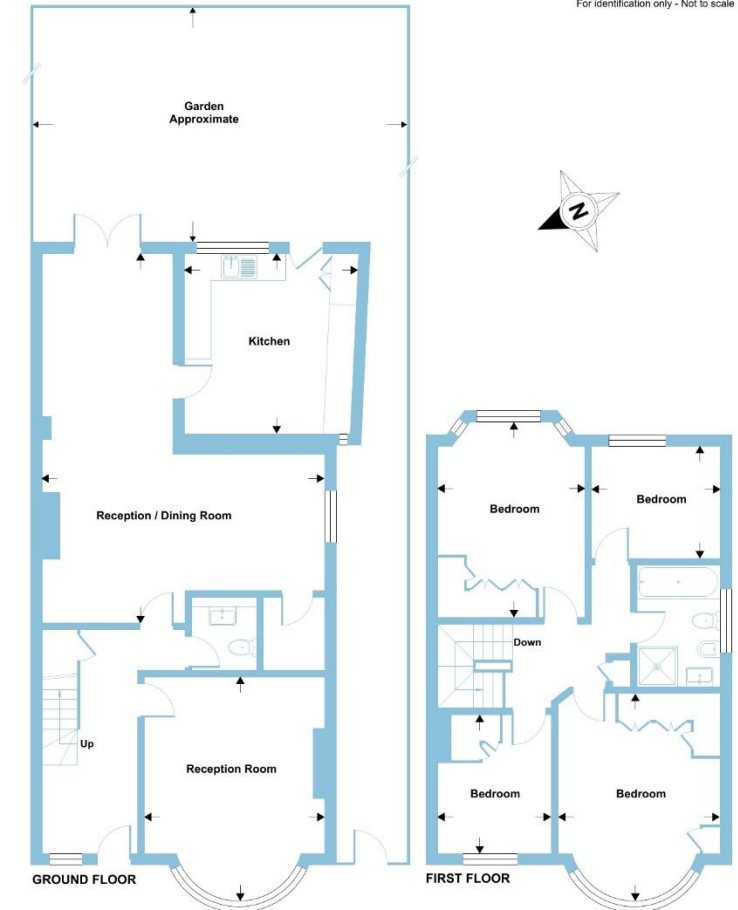 For identification only - Not to scale
Garden
Approximate
N
Kitchen
Reception / Dining Room
Bedroom
Bedroom
Down
Up
Reception Room
Bedroom
Bedroom
GROUND FLOOR
FIRST FLOOR